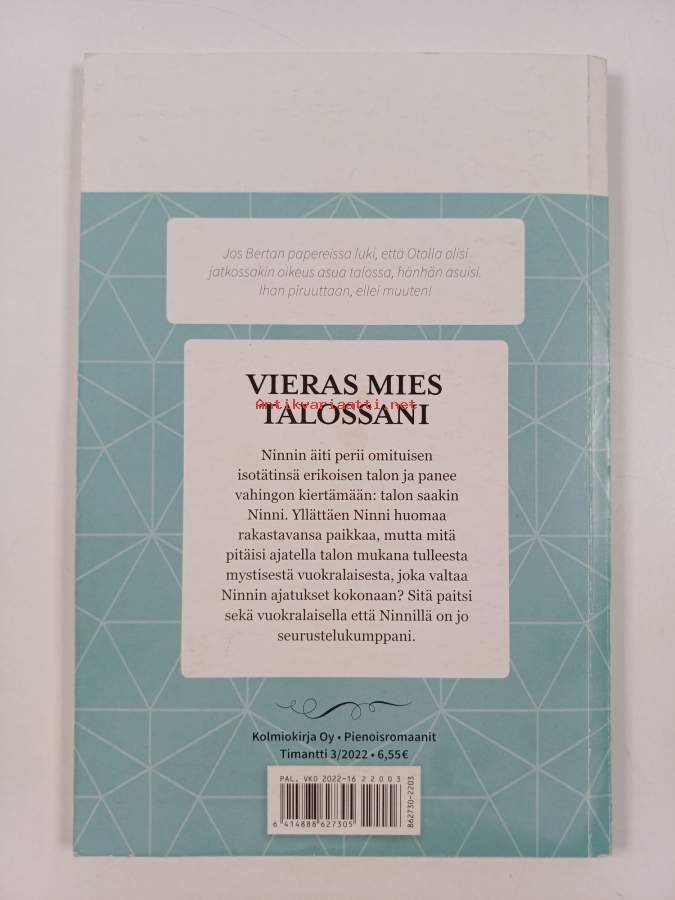 Jos Bertan papereissa luki, että Otolla olisi
jatkossakin oikeus asua talossa, hänhän asuisi.
Ihan piruuttaan, ellei muuten!
VIERAS MIES
Antikvariaatti.net
TALOSSANI
Ninnin äiti perii omituisen
isotätinsä erikoisen talon ja panee
vahingon kiertämään: talon saakin
Ninni. Yllättäen Ninni huomaa
rakastavansa paikkaa, mutta mitä
pitäisi ajatella talon mukana tulleesta
mystisestä vuokralaisesta, joka valtaa
Ninnin ajatukset kokonaan? Sitä paitsi
sekä vuokralaisella että Ninnillä on jo
seurustelukumppani.
Kolmiokirja Oy • Pienoisromaanit
Timantti 3/2022 • 6,55€
PAL. VKO 2022-16 22003
6 414888 627305
862730-2203